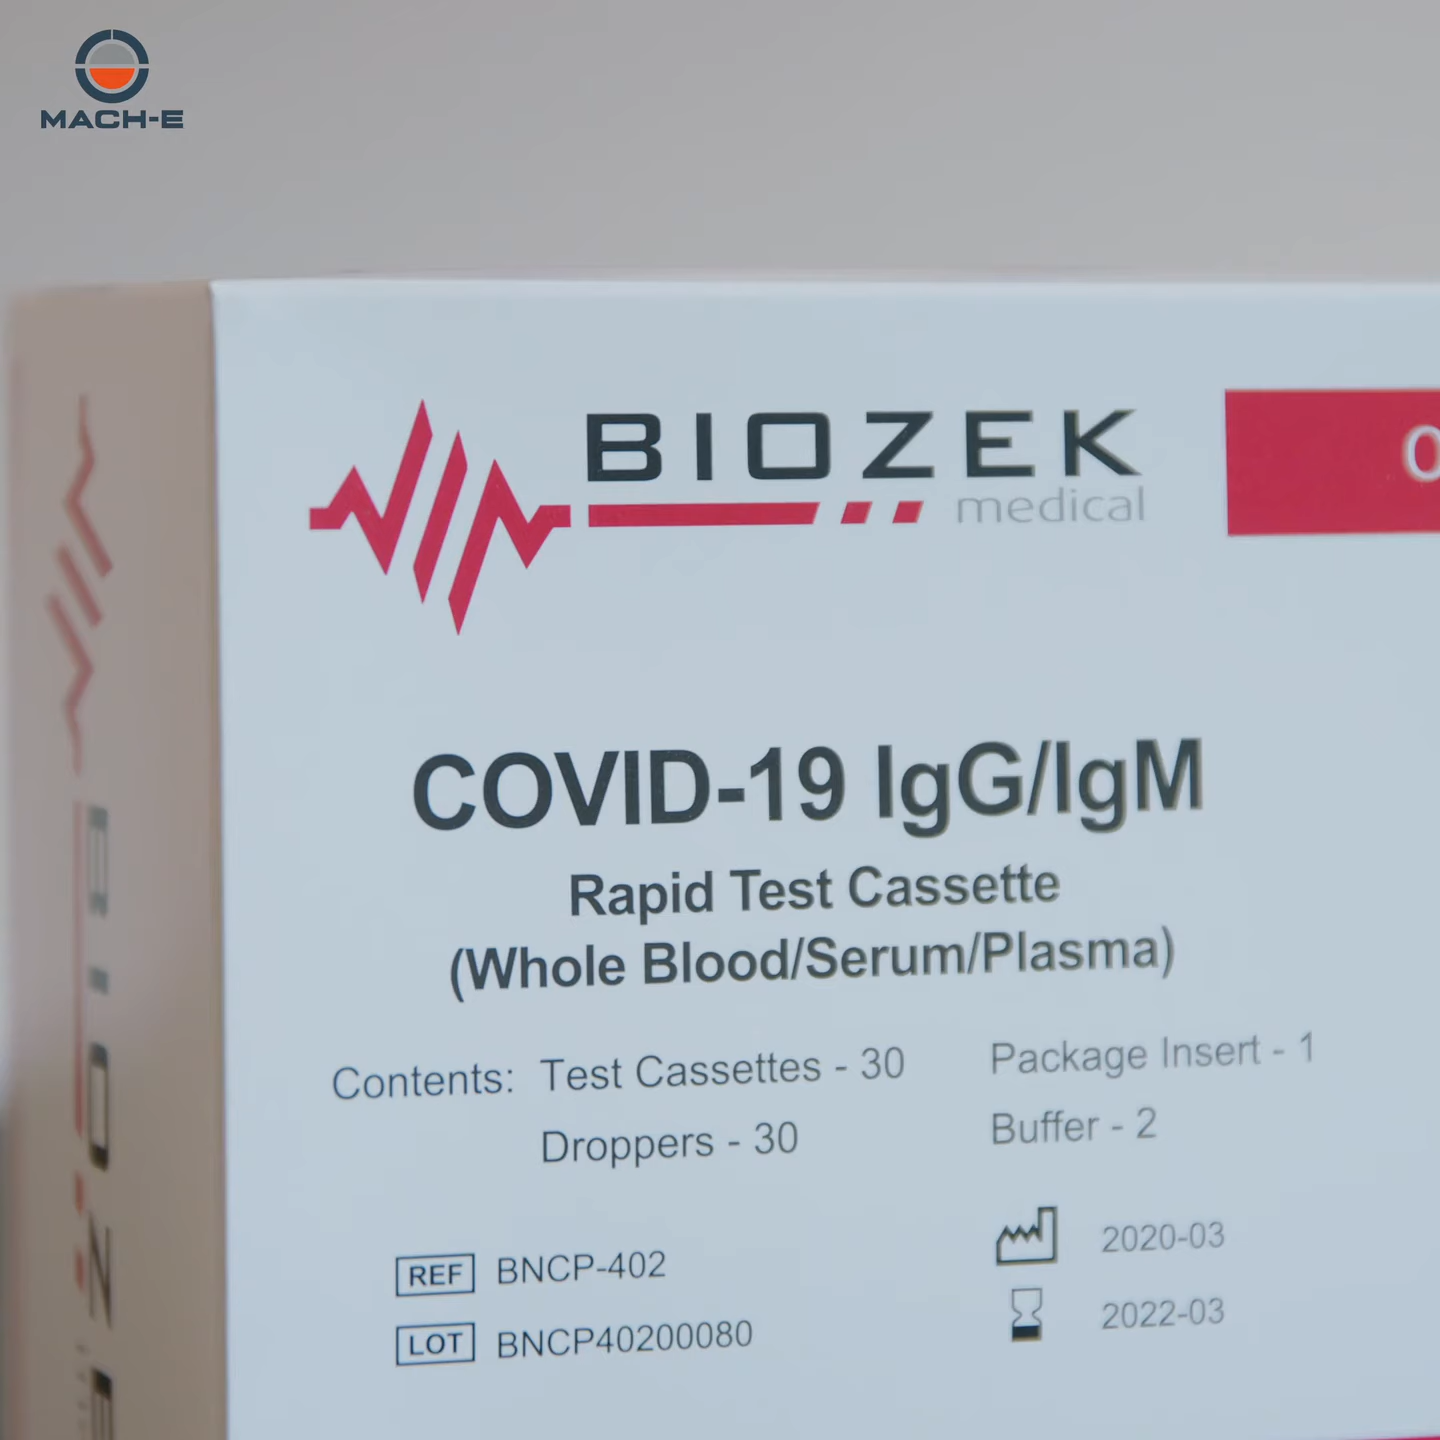 MACH-E
BIOZEK
medical
COVID-19 IgG/IgM
Rapid Test Cassette
(Whole Blood/Serum/Plasma)
Contents: Test Cassettes - 30 Package Insert - 1
Droppers - 30 Buffer - 2
REF BNCP-402 2020-03
LOT BNCP40200080 2022-03